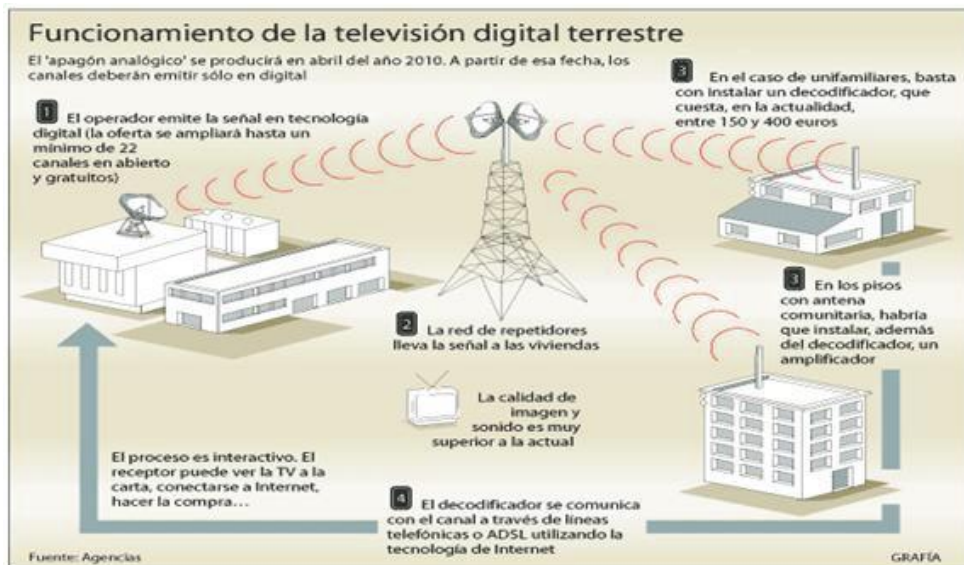 Funcionamiento de la televisión digital terrestre
El 'apagón analógico' se producirá en abril del año 2010. A partir de esa fecha, los
canales deberán emitir sólo en digital
1 El operador emite la señal en tecnología
digital (la oferta se ampliará hasta un
mínimo de 22
canales en abierto
y gratuitos)
2 La red de repetidores
lleva la señal a las viviendas
3 En el caso de unifamiliares, basta
con instalar un decodificador, que
cuesta, en la actualidad,
entre 150 y 400 euros
3 En los pisos
con antena
comunitaria, habría
que instalar, además
del decodificador, un
amplificador
La calidad de
imagen y
sonido es muy
superior a la actual
El proceso es interactivo. El
receptor puede ver la TV a la
carta, conectarse a Internet,
hacer la compra...
4 El decodificador se comunica
con el canal a través de líneas
telefónicas o ADSL utilizando la
tecnología de Internet
Fuente: Agencias
GRAFÍA